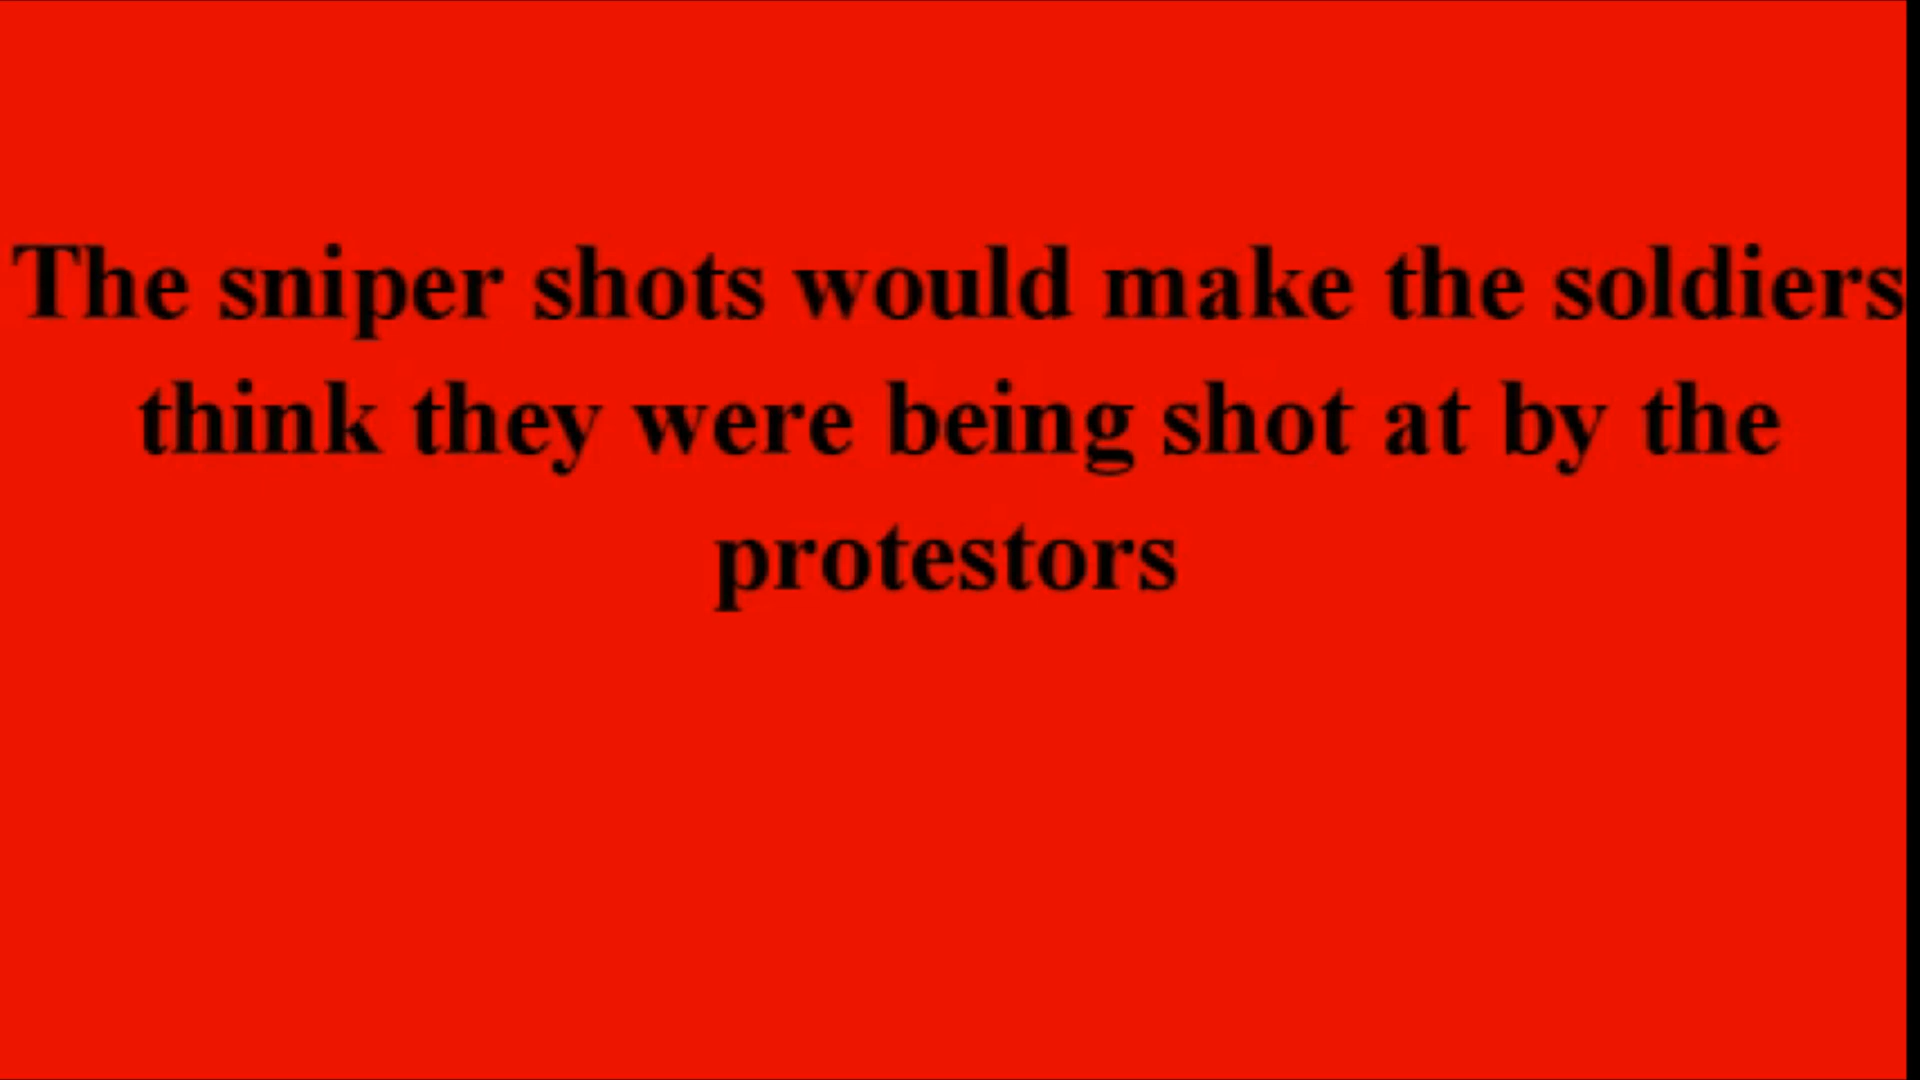 The sniper shots would make the soldiers
think they were being shot at by the
protestors